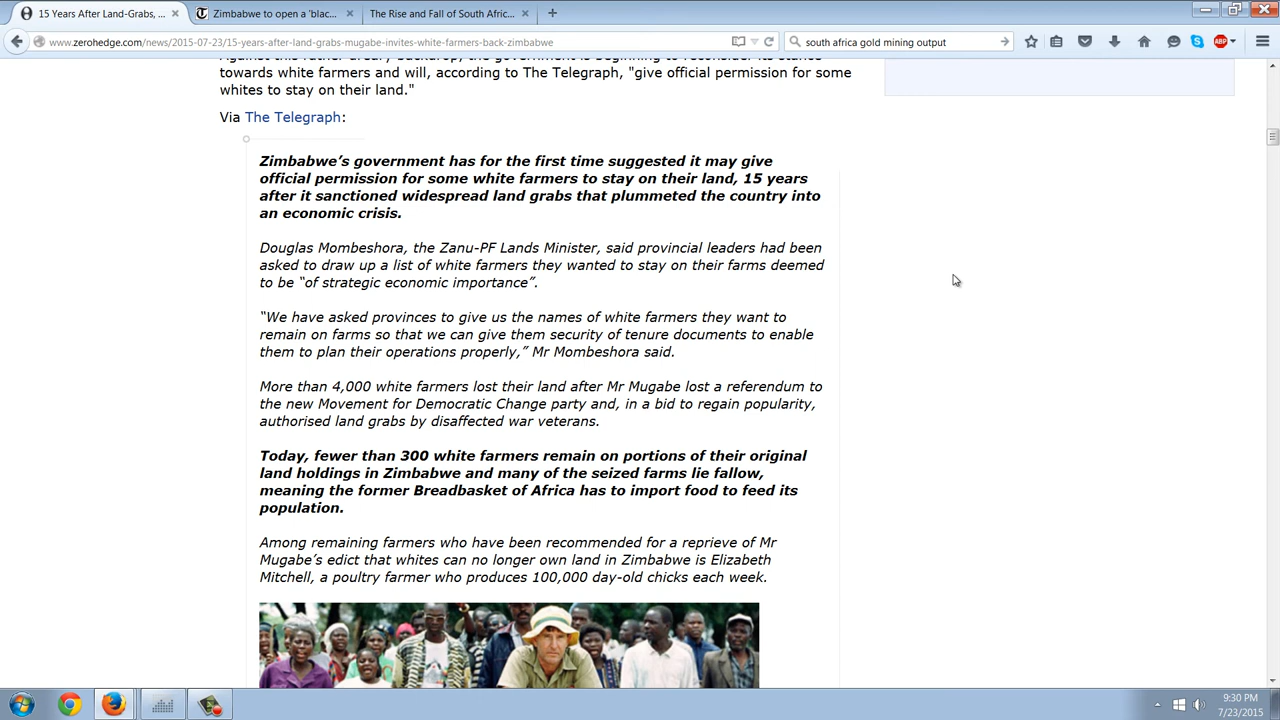 15 Years After Land-Grabs, ...
Zimbabwe to open a 'blac...
The Rise and Fall of South Afric...
www.zerohedge.com/news/2015-07-23/15-years-after-land-grabs-mugabe-invites-white-farmers-back-zimbabwe
south africa gold mining output
ABP
Against this rather dreary backdrop, the government is beginning to reconsider its stance
towards white farmers and will, according to The Telegraph, "give official permission for some
whites to stay on their land."
Via The Telegraph:
Zimbabwe’s government has for the first time suggested it may give
official permission for some white farmers to stay on their land, 15 years
after it sanctioned widespread land grabs that plummeted the country into
an economic crisis.
Douglas Mombeshora, the Zanu-PF Lands Minister, said provincial leaders had been
asked to draw up a list of white farmers they wanted to stay on their farms deemed
to be “of strategic economic importance”.
“We have asked provinces to give us the names of white farmers they want to
remain on farms so that we can give them security of tenure documents to enable
them to plan their operations properly,” Mr Mombeshora said.
More than 4,000 white farmers lost their land after Mr Mugabe lost a referendum to
the new Movement for Democratic Change party and, in a bid to regain popularity,
authorised land grabs by disaffected war veterans.
Today, fewer than 300 white farmers remain on portions of their original
land holdings in Zimbabwe and many of the seized farms lie fallow,
meaning the former Breadbasket of Africa has to import food to feed its
population.
Among remaining farmers who have been recommended for a reprieve of Mr
Mugabe’s edict that whites can no longer own land in Zimbabwe is Elizabeth
Mitchell, a poultry farmer who produces 100,000 day-old chicks each week.
9:30 PM
7/23/2015